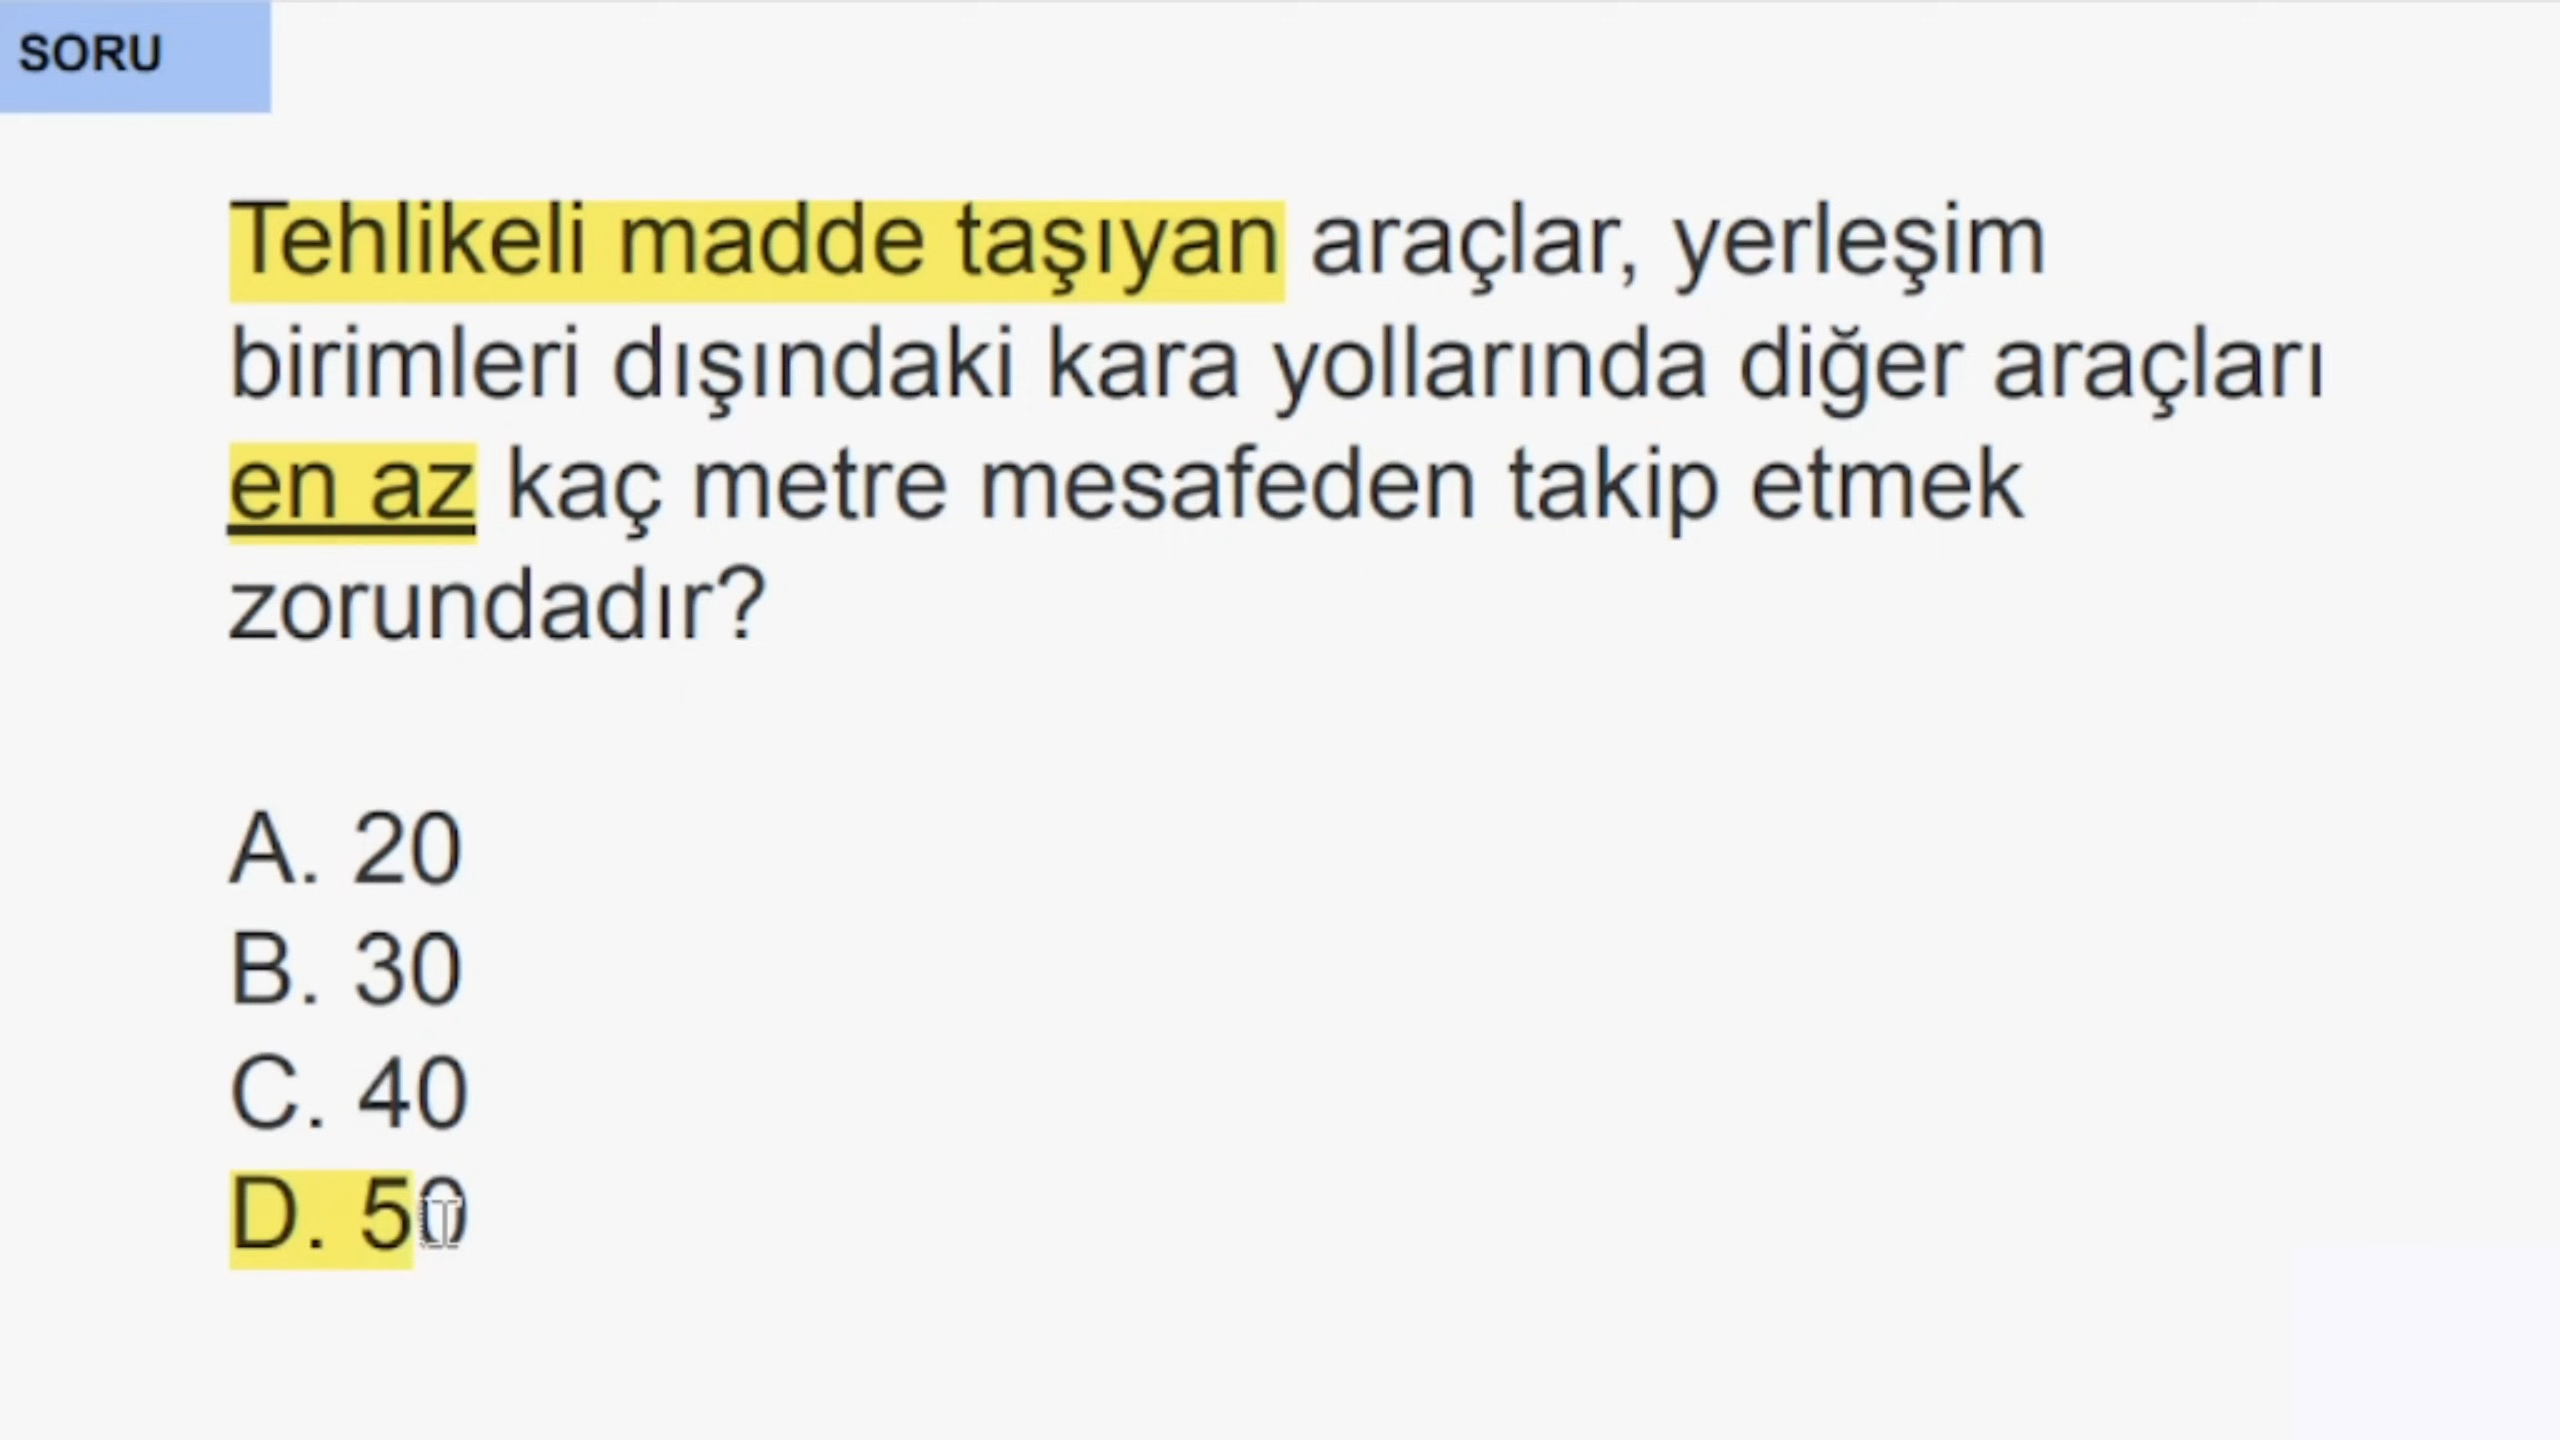 SORU
Tehlikeli madde taşıyan araçlar, yerleşim
birimleri dışındaki kara yollarında diğer araçları
en az kaç metre mesafeden takip etmek
zorundadır?
A. 20
B. 30
C. 40
D. 50